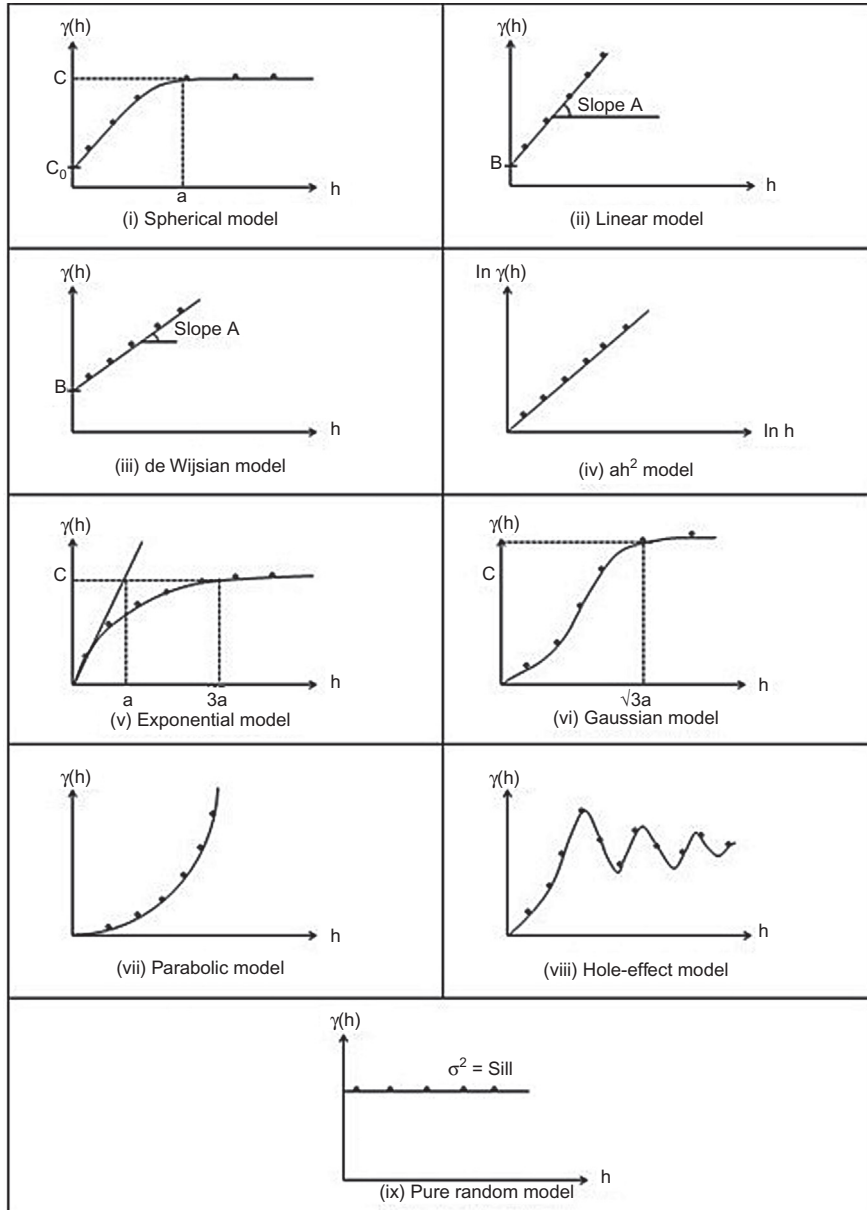 γ(h)
C
C₀
a
h
(i) Spherical model
γ(h)
Slope A
B
h
(ii) Linear model
γ(h)
Slope A
B
h
(iii) de Wijsian model
ln γ(h)
ln h
(iv) ah² model
γ(h)
C
a
3a
h
(v) Exponential model
γ(h)
C
√3a
h
(vi) Gaussian model
γ(h)
h
(vii) Parabolic model
γ(h)
h
(viii) Hole-effect model
γ(h)
σ² = Sill
h
(ix) Pure random model